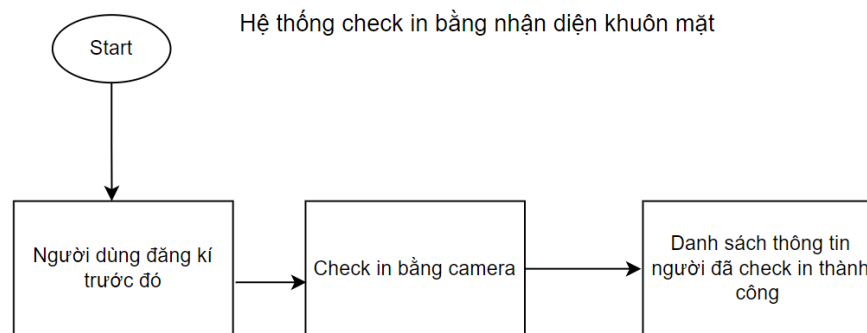 Hệ thống check in bằng nhận diện khuôn mặt
Start
Người dùng đăng kí
trước đó
Check in bằng camera
Danh sách thông tin
người đã check in thành
công